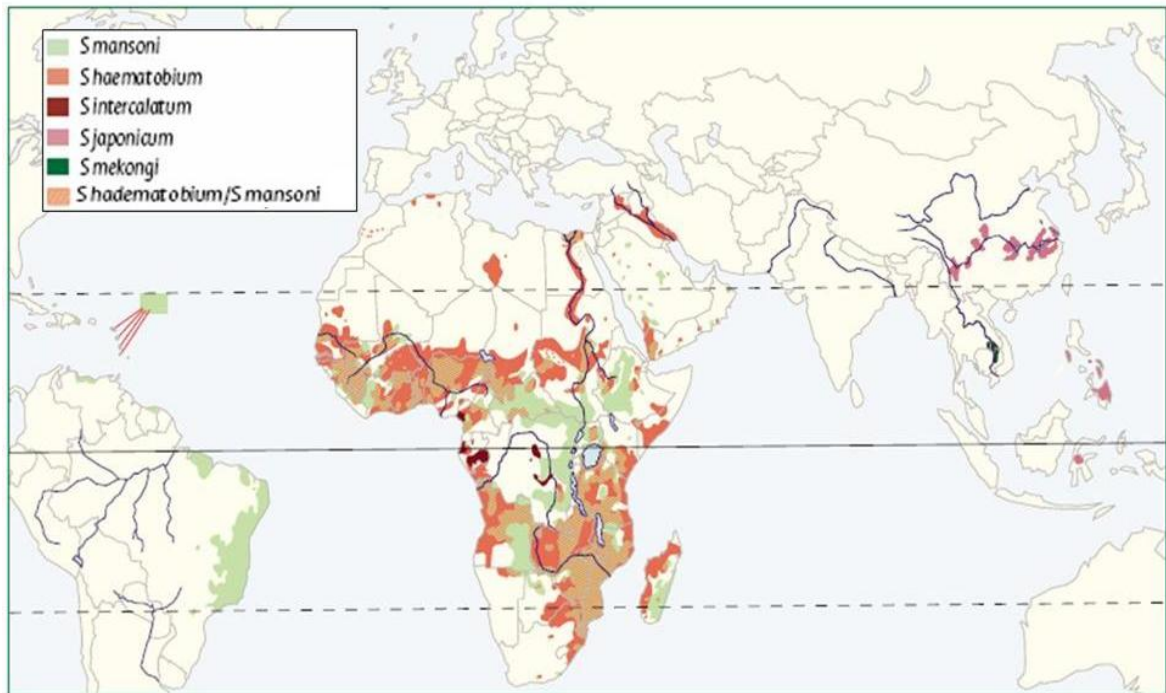 S mansoni
S haematobium
S intercalatum
S japonicum
S mekongi
S hadematobium/S mansoni